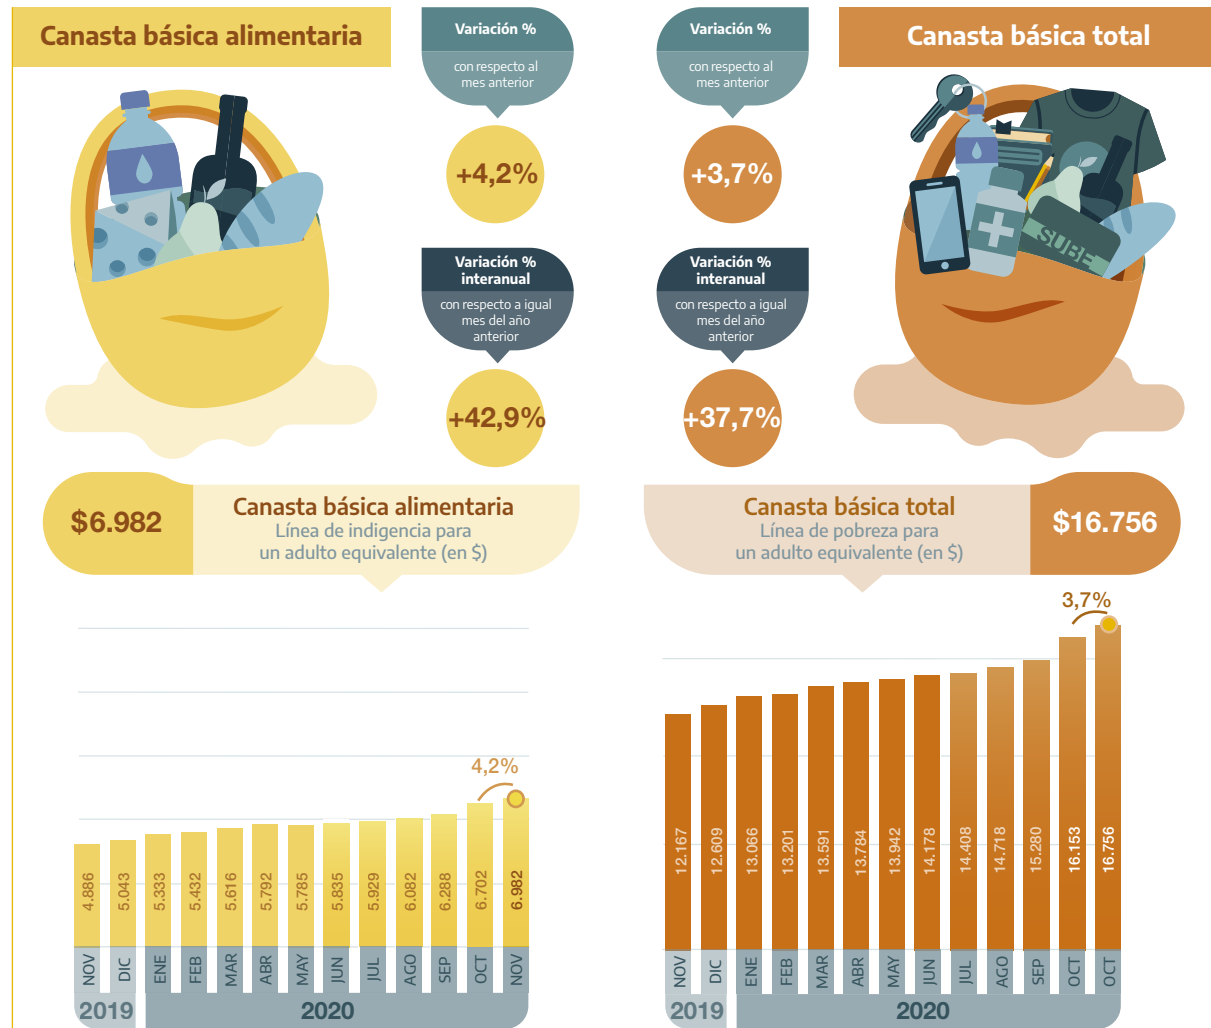 Canasta básica alimentaria
Variación %
con respecto al
mes anterior
+4,2%
Variación %
interanual
con respecto a igual
mes del año
anterior
+42,9%
Variación %
con respecto al
mes anterior
+3,7%
Variación %
interanual
con respecto a igual
mes del año
anterior
+37,7%
Canasta básica total
SUBE
$6.982
Canasta básica alimentaria
Línea de indigencia para
un adulto equivalente (en $)
4,2%
4.886
5.043
5.333
5.432
5.616
5.792
5.785
5.835
5.929
6.082
6.288
6.702
6.982
NOV
DIC
ENE
FEB
MAR
ABR
MAY
JUN
JUL
AGO
SEP
OCT
NOV
2019
2020
Canasta básica total
Línea de pobreza para
un adulto equivalente (en $)
$16.756
3,7%
12.167
12.609
13.066
13.201
13.591
13.784
13.942
14.178
14.408
14.718
15.280
16.153
16.756
NOV
DIC
ENE
FEB
MAR
ABR
MAY
JUN
JUL
AGO
SEP
OCT
OCT
2019
2020